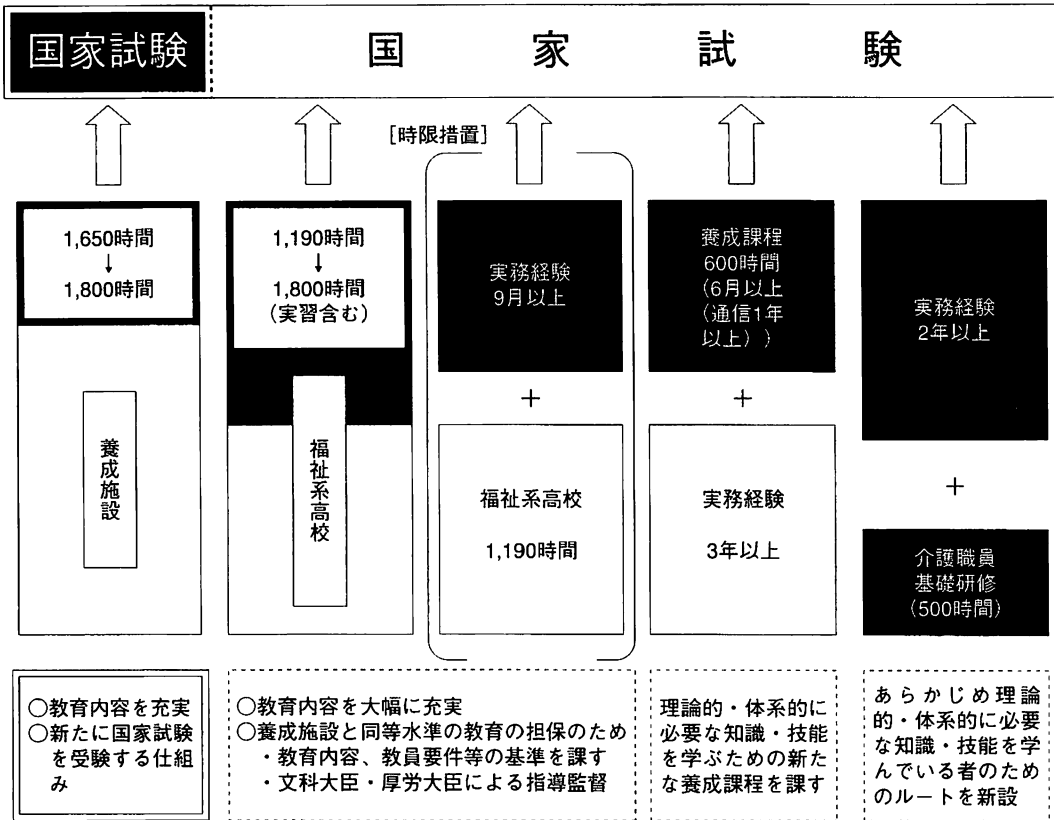 国家試験
国家試験
[時限措置]
1,650時間
↓
1,800時間
養成施設
1,190時間
↓
1,800時間
(実習含む)
福祉系高校
実務経験
9月以上
+
福祉系高校
1,190時間
養成課程
600時間
(6月以上
(通信1年
以上))
+
実務経験
3年以上
実務経験
2年以上
+
介護職員
基礎研修
(500時間)
○教育内容を充実
○新たに国家試験
を受験する仕組
み
○教育内容を大幅に充実
○養成施設と同等水準の教育の担保のため
・教育内容、教員要件等の基準を課す
・文科大臣・厚労大臣による指導監督
理論的・体系的に
必要な知識・技能
を学ぶための新た
な養成課程を課す
あらかじめ理論
的・体系的に必要
な知識・技能を学
んでいる者のため
のルートを新設